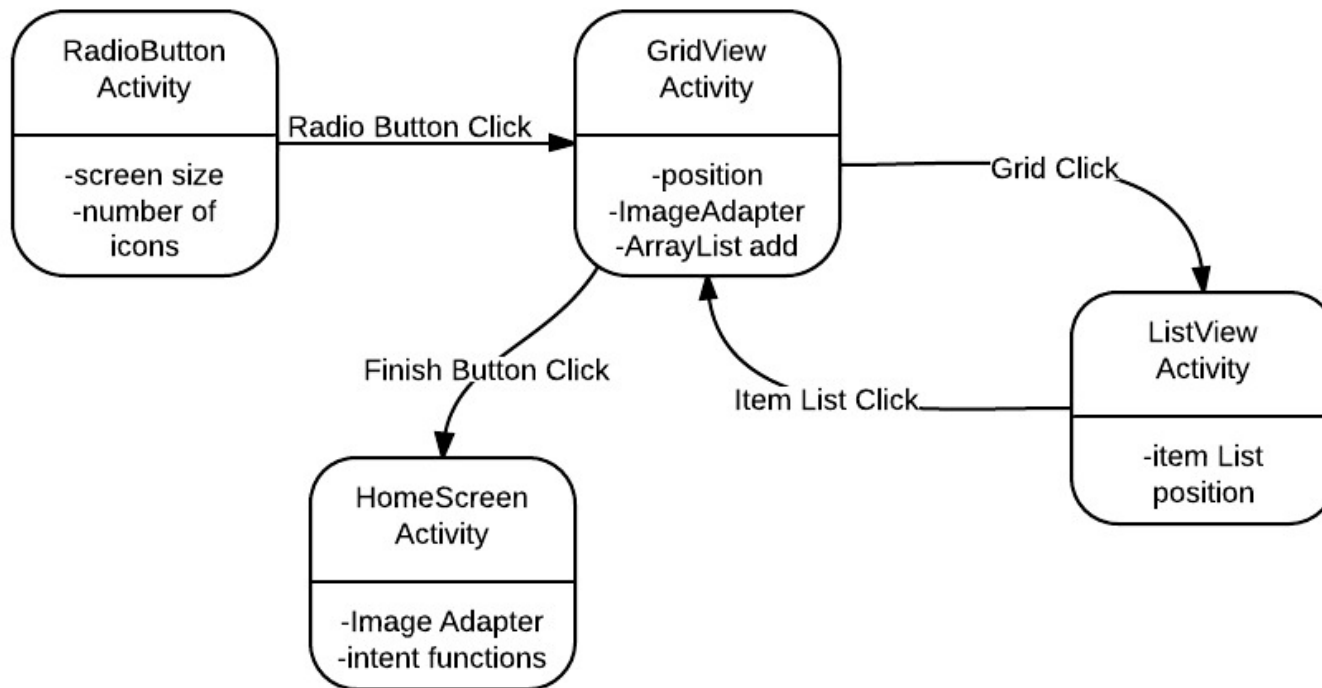 RadioButton
Activity
-screen size
-number of
icons
Radio Button Click
GridView
Activity
-position
-ImageAdapter
-ArrayList add
Grid Click
ListView
Activity
-item List
position
Item List Click
Finish Button Click
HomeScreen
Activity
-Image Adapter
-intent functions